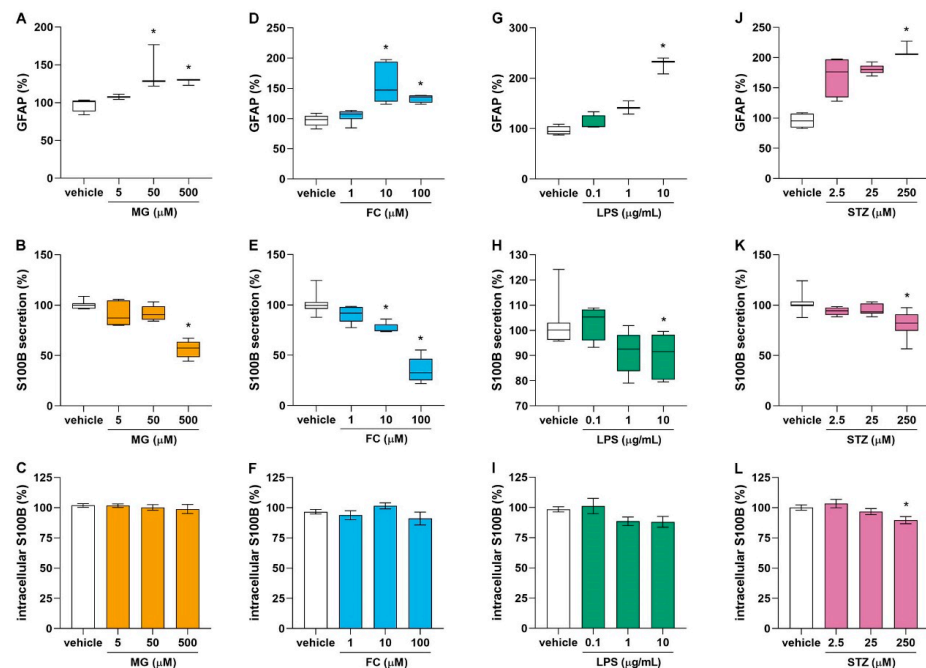 A
GFAP (%)
200
150
100
50
0
*
*
vehicle 5 50 500
MG (μM)
D
GFAP (%)
250
200
150
100
50
0
*
*
vehicle 1 10 100
FC (μM)
G
GFAP (%)
300
200
100
0
*
vehicle 0.1 1 10
LPS (μg/mL)
J
GFAP (%)
250
200
150
100
50
0
*
vehicle 2.5 25 250
STZ (μM)
B
S100B secretion (%)
150
100
50
0
*
vehicle 5 50 500
MG (μM)
E
S100B secretion (%)
150
100
50
0
*
*
vehicle 1 10 100
FC (μM)
H
S100B secretion (%)
130
120
110
100
90
80
70
*
vehicle 0.1 1 10
LPS (μg/mL)
K
S100B secretion (%)
150
100
50
0
*
vehicle 2.5 25 250
STZ (μM)
C
intracellular S100B (%)
125
100
75
50
25
0
vehicle 5 50 500
MG (μM)
F
intracellular S100B (%)
125
100
75
50
25
0
vehicle 1 10 100
FC (μM)
I
intracellular S100B (%)
125
100
75
50
25
0
vehicle 0.1 1 10
LPS (μg/mL)
L
intracellular S100B (%)
125
100
75
50
25
0
*
vehicle 2.5 25 250
STZ (μM)